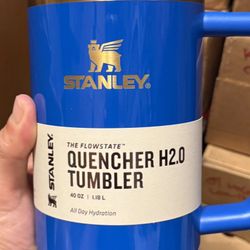 STANLEY
THE FLOWSTATE™
QUENCHER H2.0
TUMBLER
40 OZ | 1.18 L
All Day Hydration
STANLEY